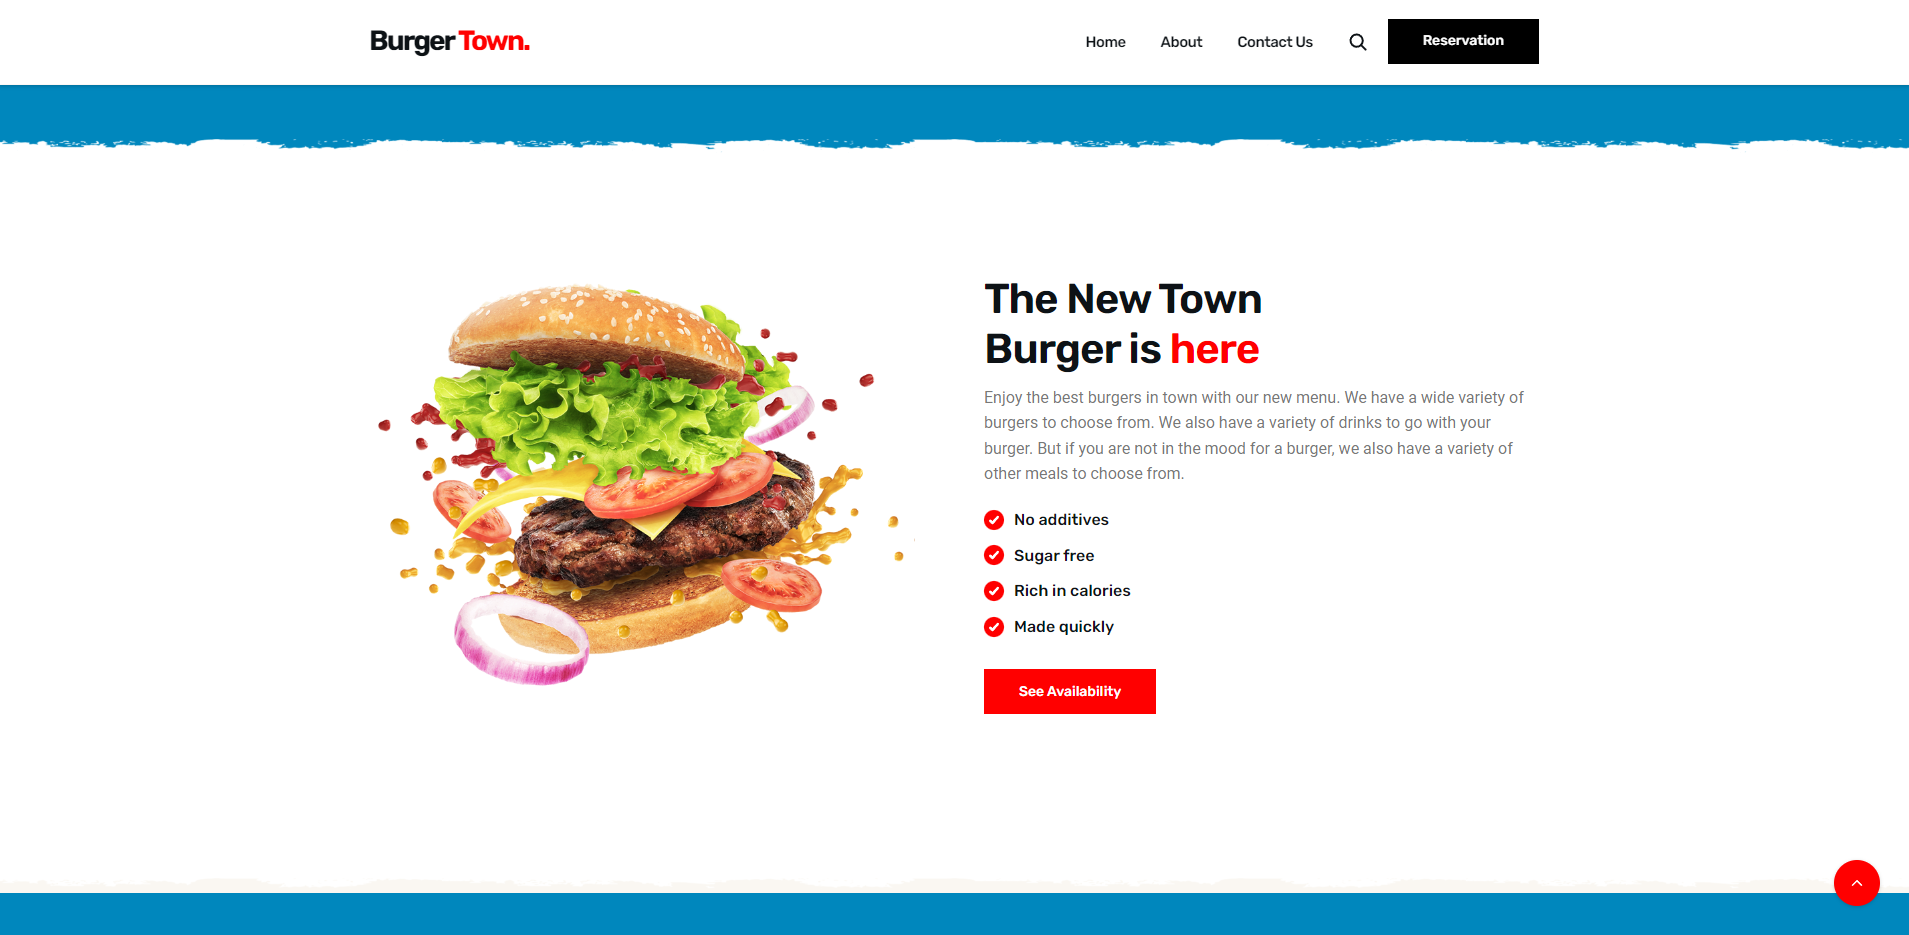 Burger Town.
Home About Contact Us Reservation
The New Town
Burger is here
Enjoy the best burgers in town with our new menu. We have a wide variety of
burgers to choose from. We also have a variety of drinks to go with your
burger. But if you are not in the mood for a burger, we also have a variety of
other meals to choose from.
No additives
Sugar free
Rich in calories
Made quickly
See Availability